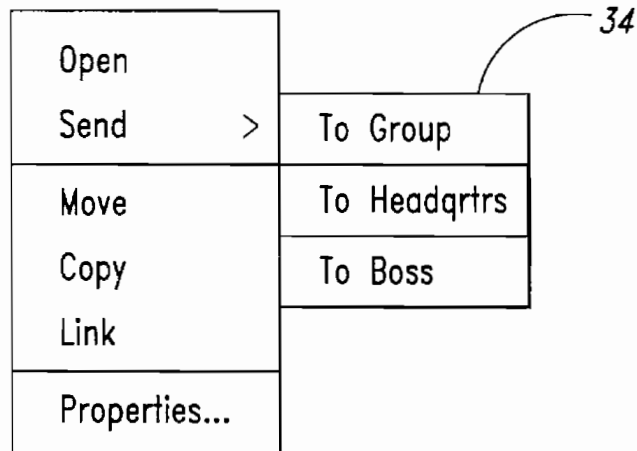 34
Open
Send >
To Group
To Headqrtrs
To Boss
Move
Copy
Link
Properties...